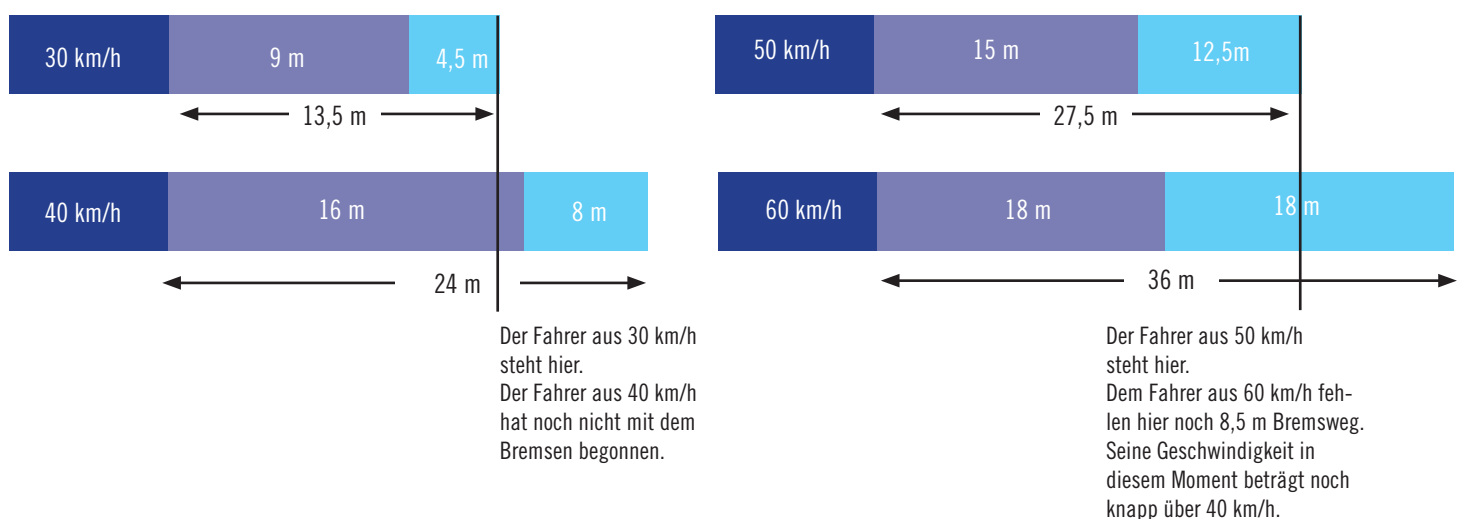 30 km/h 9 m 4,5 m
13,5 m
40 km/h 16 m 8 m
24 m
Der Fahrer aus 30 km/h
steht hier.
Der Fahrer aus 40 km/h
hat noch nicht mit dem
Bremsen begonnen.
50 km/h 15 m 12,5m
27,5 m
60 km/h 18 m 18 m
36 m
Der Fahrer aus 50 km/h
steht hier.
Dem Fahrer aus 60 km/h feh-
len hier noch 8,5 m Bremsweg.
Seine Geschwindigkeit in
diesem Moment beträgt noch
knapp über 40 km/h.